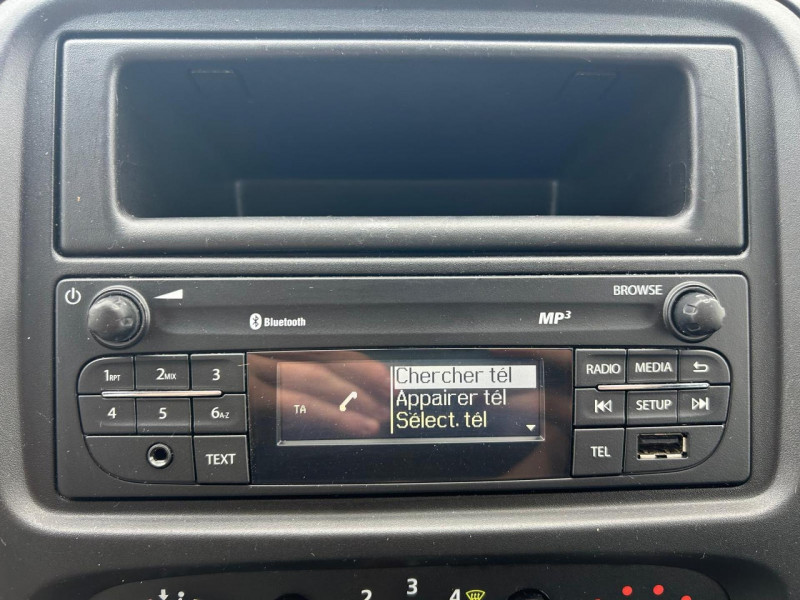 BROWSE
Bluetooth
MP3
1RPT 2MIX 3
4 5 6A-Z
TEXT
TA
Chercher tél
Appairer tél
Sélect. tél
RADIO MEDIA
SETUP
TEL
2 3 4